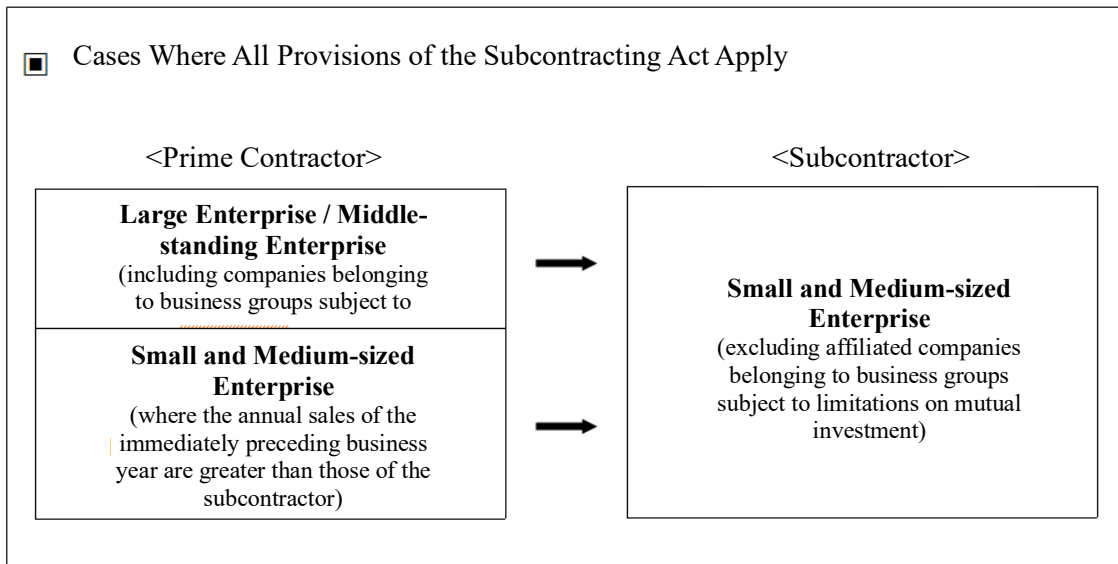 Cases Where All Provisions of the Subcontracting Act Apply
<Prime Contractor>
<Subcontractor>
Large Enterprise / Middle-
standing Enterprise
(including companies belonging
to business groups subject to
Small and Medium-sized
Enterprise
(where the annual sales of the
immediately preceding business
year are greater than those of the
subcontractor)
Small and Medium-sized
Enterprise
(excluding affiliated companies
belonging to business groups
subject to limitations on mutual
investment)